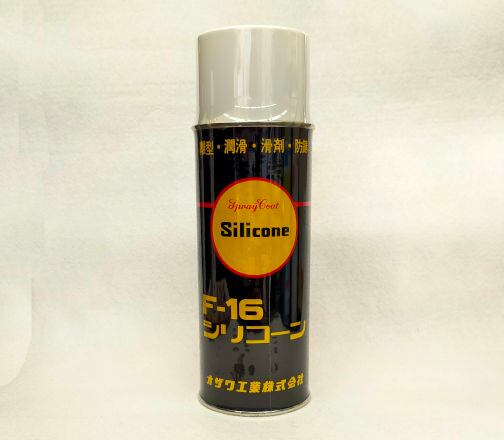 離型・潤滑・滑剤・防錆
Spray Coat
Silicone
F-16
シリコーン
オザワ工業株式会社